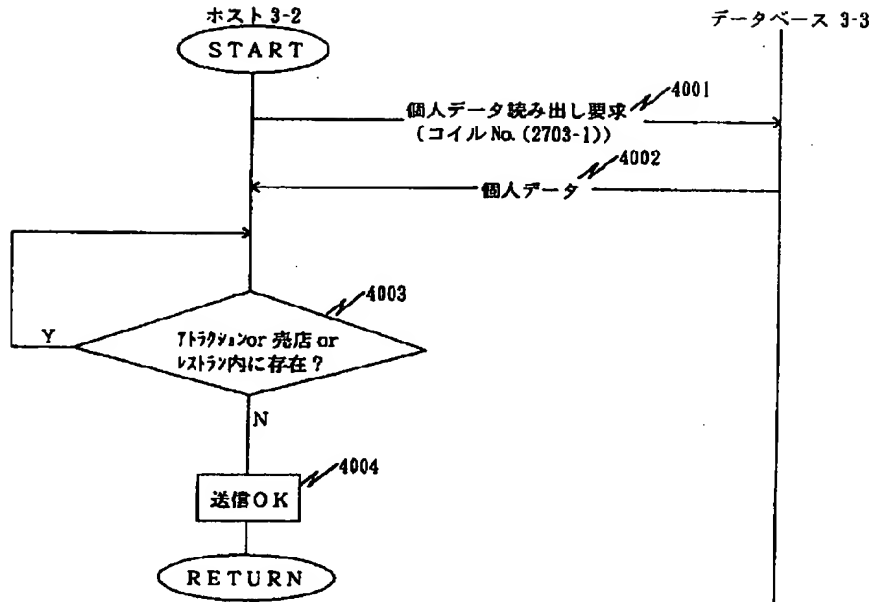 ホスト 3-2
データベース 3-3
START
4001
個人データ読み出し要求
(コイル No. (2703-1))
4002
個人データ
4003
アトラクションor 売店 or
レストラン内に存在？
Y
N
4004
送信OK
RETURN